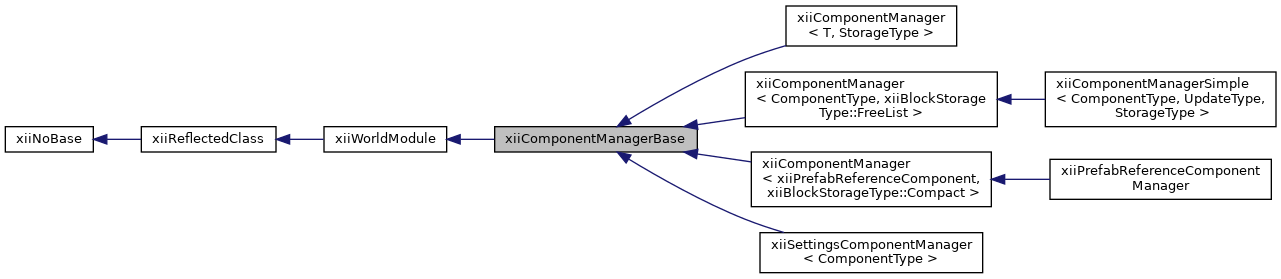 xiiNoBase
xiiReflectedClass
xiiWorldModule
xiiComponentManagerBase
xiiComponentManager
< T, StorageType >
xiiComponentManager
< ComponentType, xiiBlockStorage
Type::FreeList >
xiiComponentManagerSimple
< ComponentType, UpdateType,
StorageType >
xiiComponentManager
< xiiPrefabReferenceComponent,
xiiBlockStorageType::Compact >
xiiPrefabReferenceComponent
Manager
xiiSettingsComponentManager
< ComponentType >